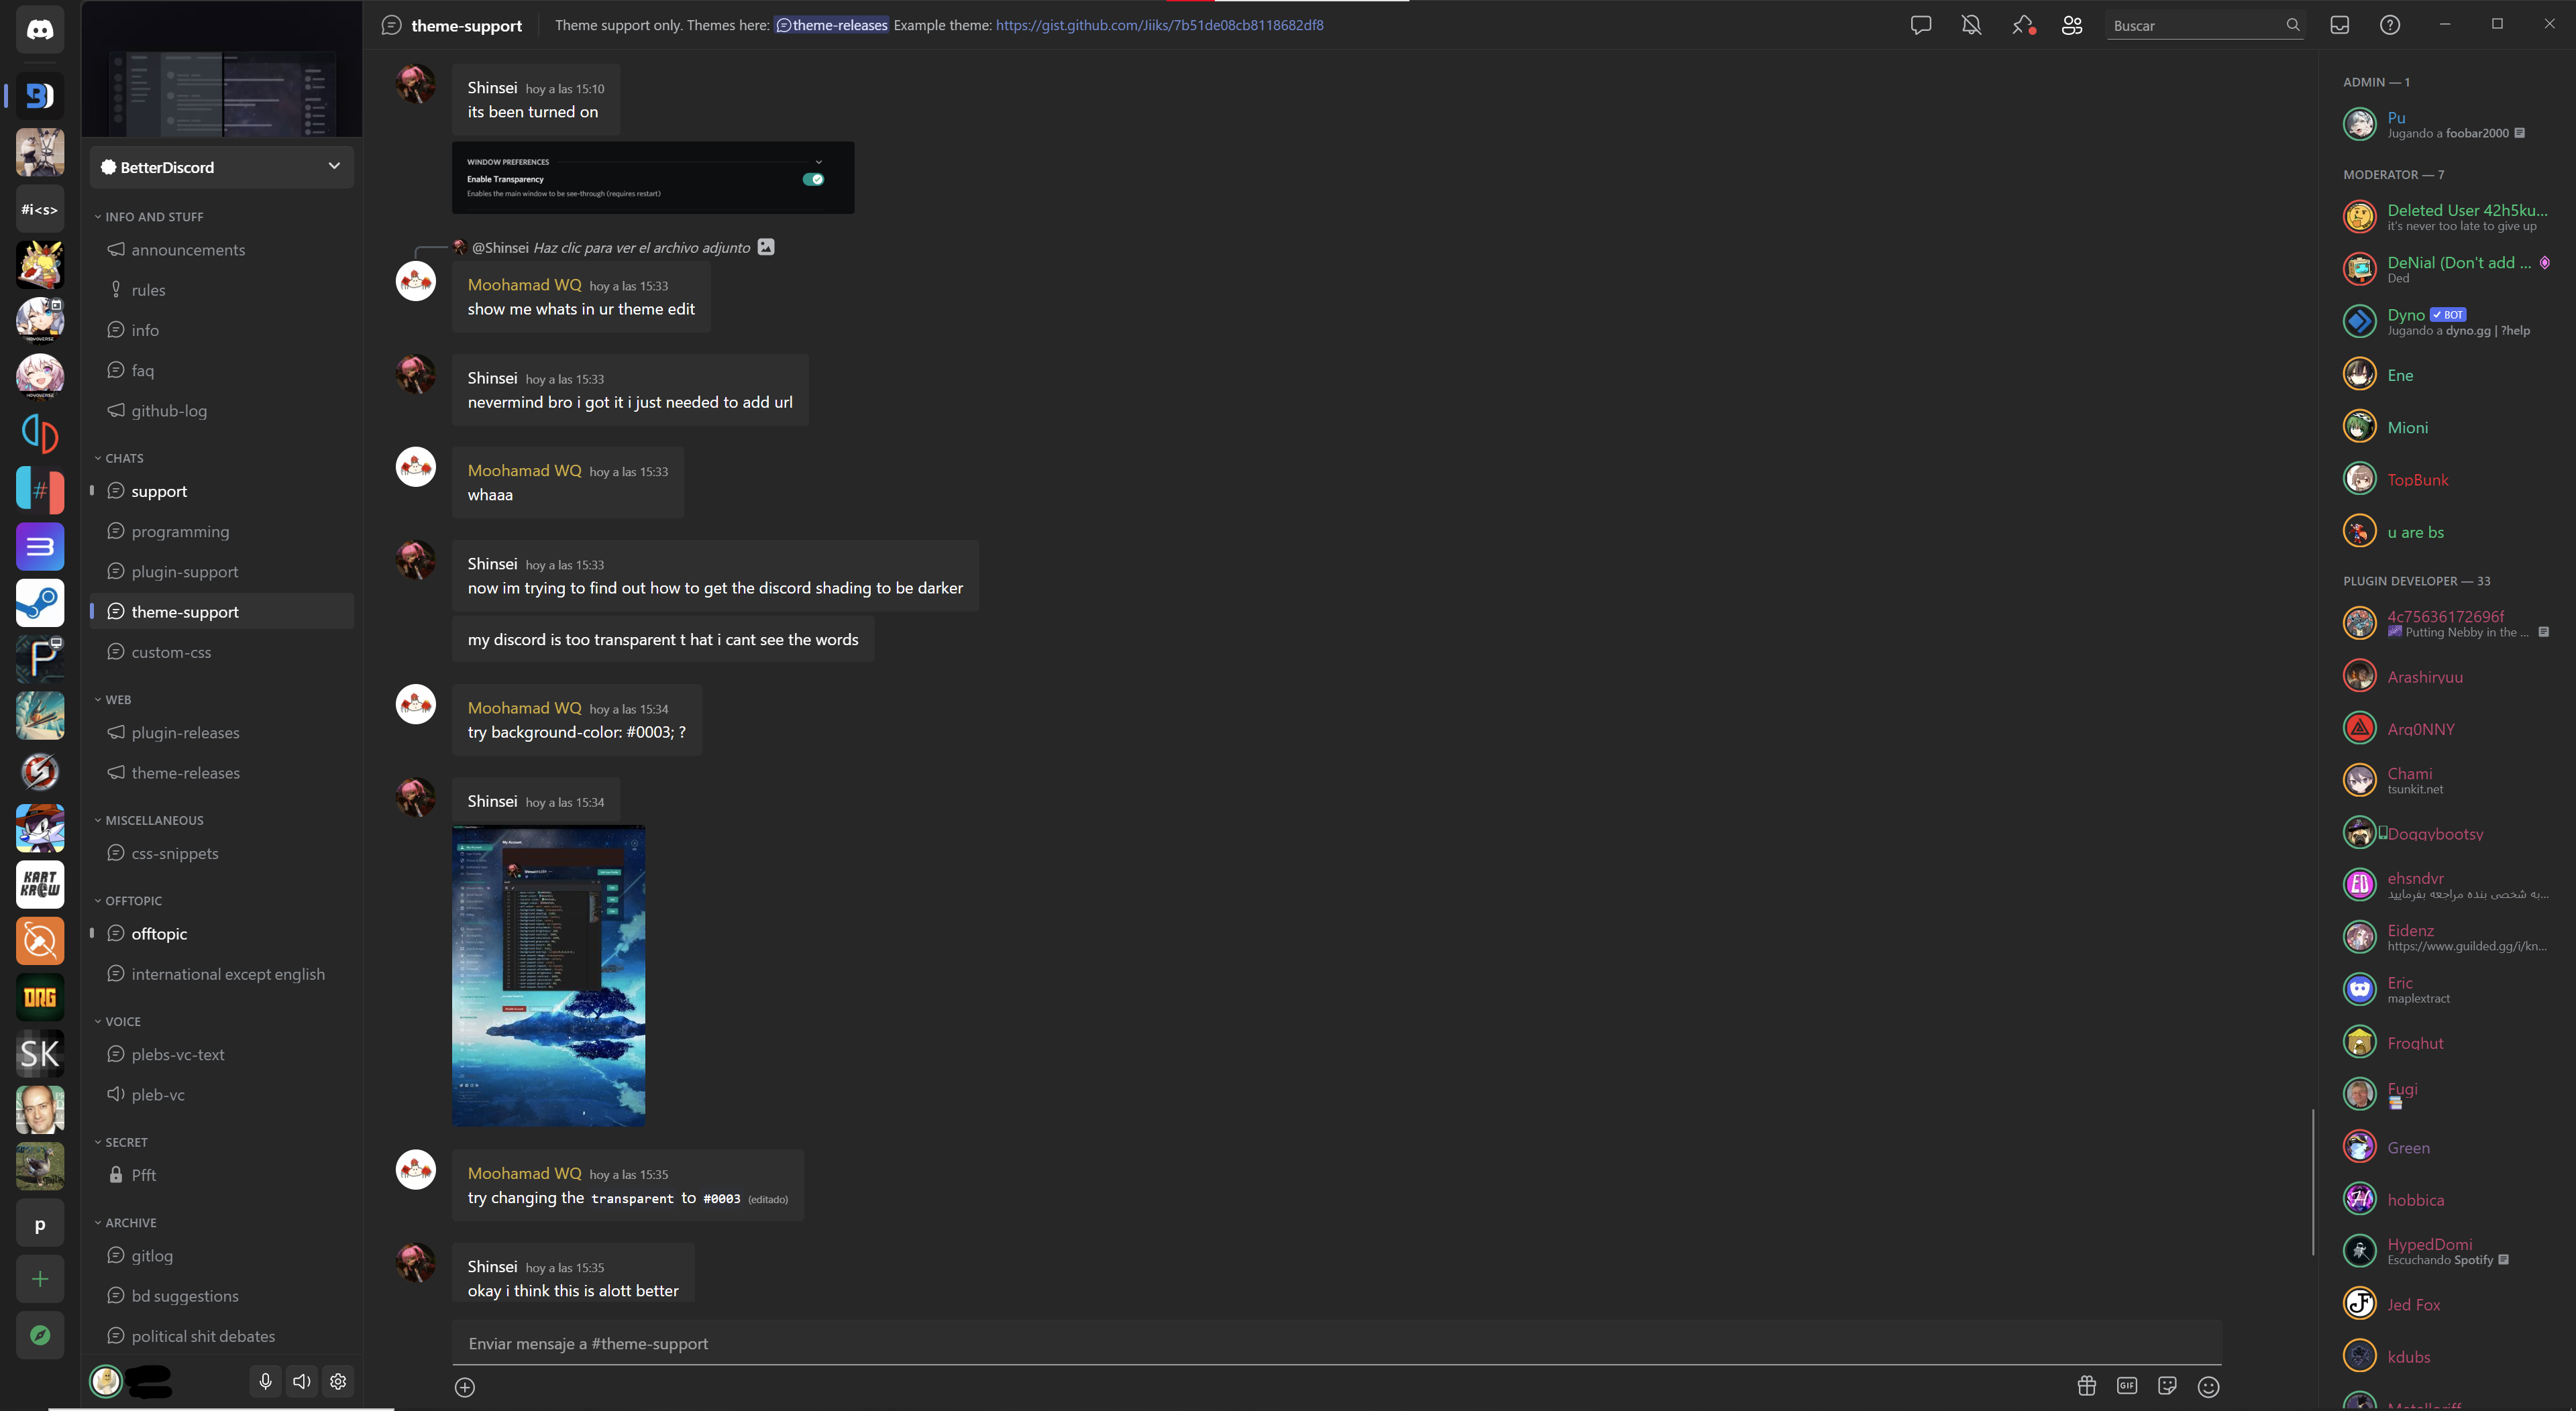 theme-support
Theme support only. Themes here: theme-releases Example theme: https://gist.github.com/Jiiks/7b51de08cb8118682df8
Buscar
BetterDiscord
#i<s>
SK
p
DRG
KART
KREW
INFO AND STUFF
announcements
rules
info
faq
github-log
CHATS
support
programming
plugin-support
theme-support
custom-css
WEB
plugin-releases
theme-releases
MISCELLANEOUS
css-snippets
OFFTOPIC
offtopic
international except english
VOICE
plebs-vc-text
pleb-vc
SECRET
Pfft
ARCHIVE
gitlog
bd suggestions
political shit debates
Shinsei hoy a las 15:10
its been turned on
WINDOW PREFERENCES
Enable Transparency
Enables the main window to be see-through (requires restart)
@Shinsei Haz clic para ver el archivo adjunto
Moohamad WQ hoy a las 15:33
show me whats in ur theme edit
Shinsei hoy a las 15:33
nevermind bro i got it i just needed to add url
Moohamad WQ hoy a las 15:33
whaaa
Shinsei hoy a las 15:33
now im trying to find out how to get the discord shading to be darker
my discord is too transparent t hat i cant see the words
Moohamad WQ hoy a las 15:34
try background-color: #0003; ?
Shinsei hoy a las 15:34
Moohamad WQ hoy a las 15:35
try changing the transparent to #0003 (editado)
Shinsei hoy a las 15:35
okay i think this is alott better
Enviar mensaje a #theme-support
GIF
ADMIN — 1
Pu
Jugando a foobar2000
MODERATOR — 7
Deleted User 42h5ku...
it's never too late to give up
DeNial (Don't add ...
Ded
Dyno BOT
Jugando a dyno.gg | ?help
Ene
Mioni
TopBunk
u are bs
PLUGIN DEVELOPER — 33
4c75636172696f
Putting Nebby in the ...
Arashiryuu
Arq0NNY
Chami
tsunkit.net
Doggybootsy
ehsndvr
به شخصی بنده مراجعه بفرمایید...
Eidenz
https://www.guilded.gg/i/kn...
Eric
maplextract
Froghut
Fugi
Green
hobbica
HypedDomi
Escuchando Spotify
Jed Fox
kdubs